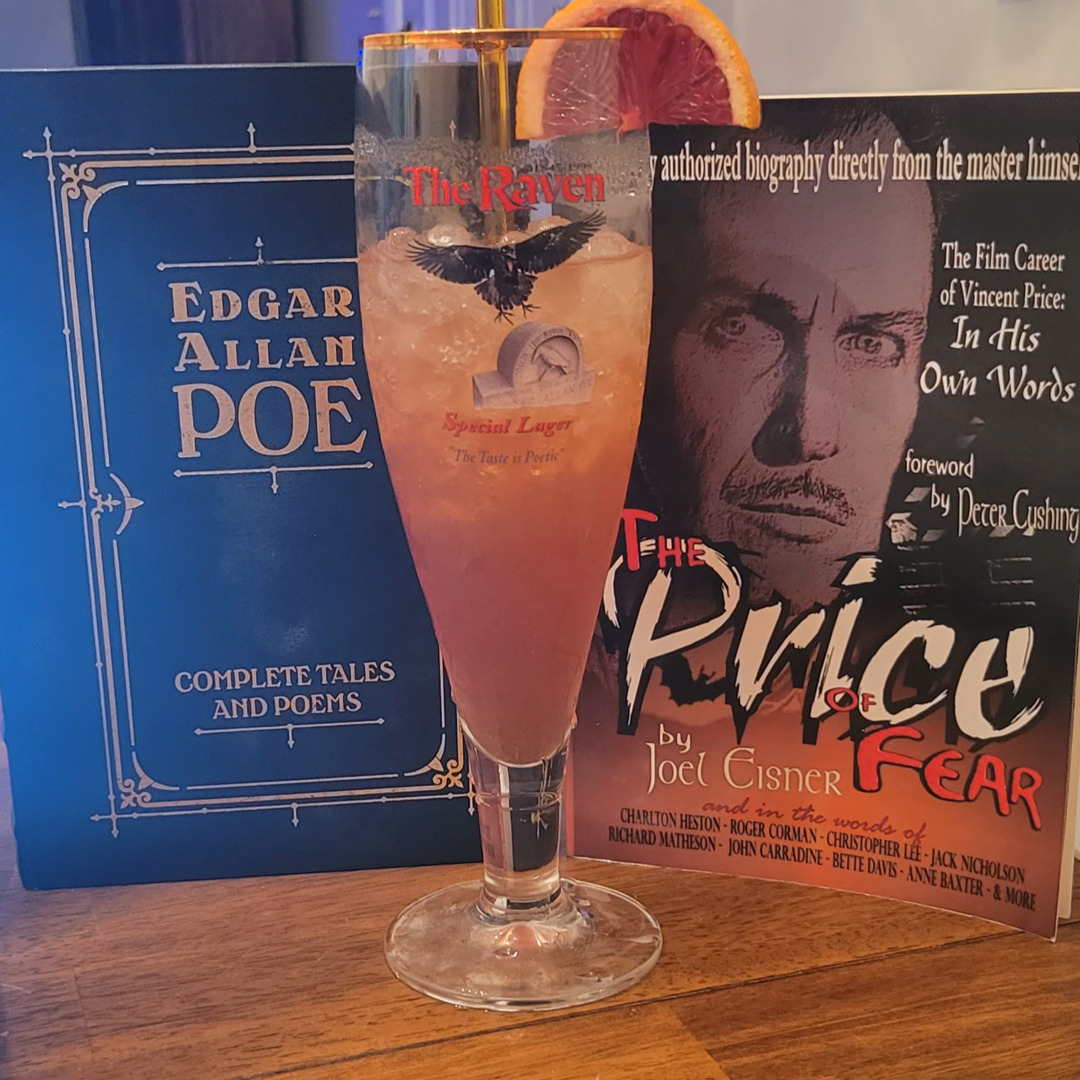 EDGAR
ALLAN
POE
COMPLETE TALES
AND POEMS
The Raven
Special Lager
"The Taste is Poetic"
authorized biography directly from the master himsel
The Film Career
of Vincent Price:
In His
Own Words
foreword
by Peter Cushing
THE
Price
OF
FEAR
by
Joel Eisner
and in the words of
CHARLTON HESTON - ROGER CORMAN - CHRISTOPHER LEE - JACK NICHOLSON
RICHARD MATHESON - JOHN CARRADINE - BETTE DAVIS - ANNE BAXTER - & MORE